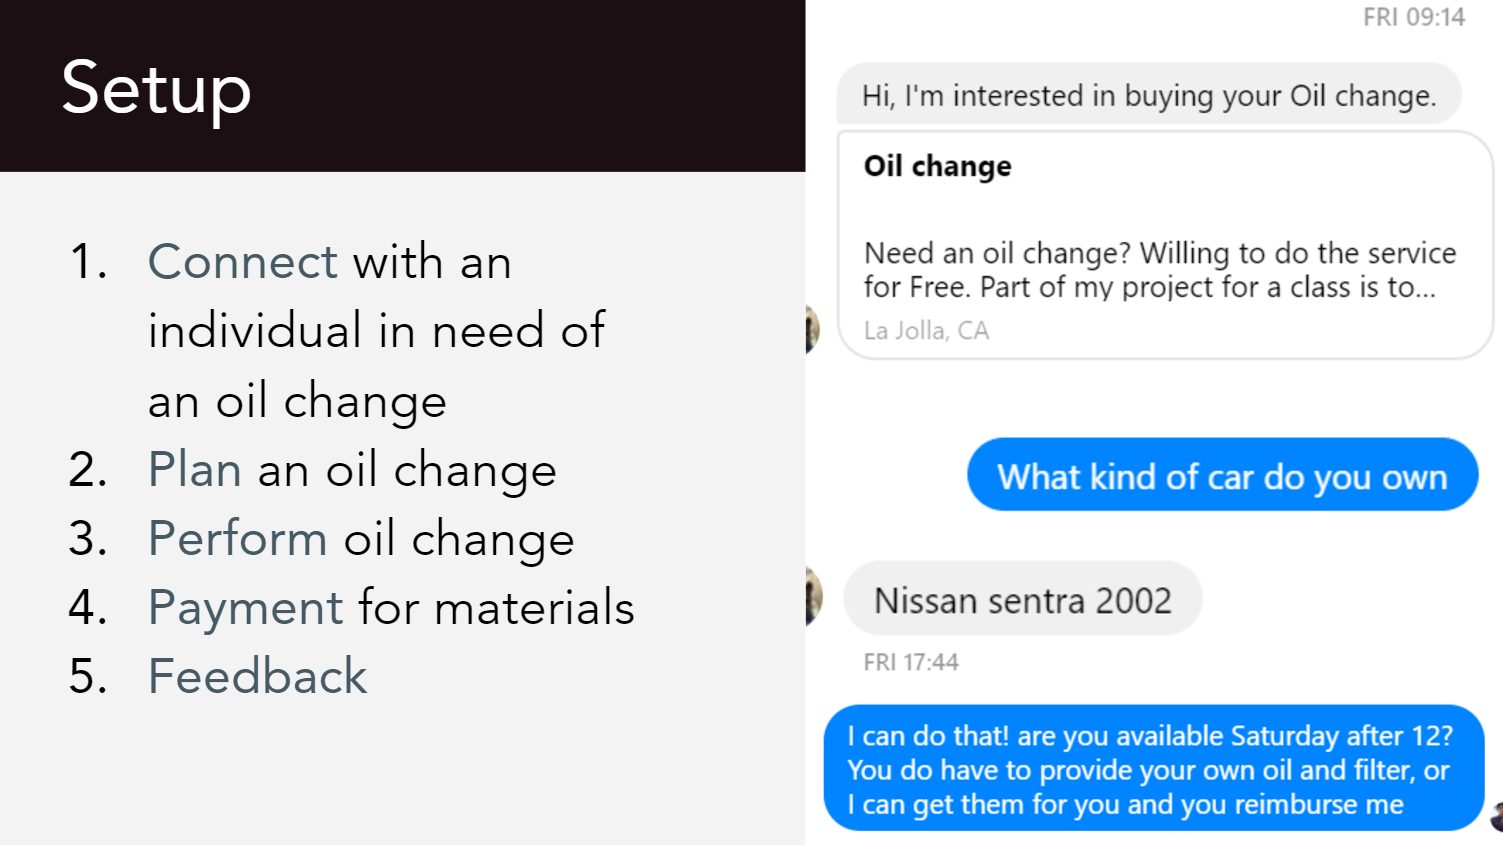 Setup
1. Connect with an
individual in need of
an oil change
2. Plan an oil change
3. Perform oil change
4. Payment for materials
5. Feedback
FRI 09:14
Hi, I'm interested in buying your Oil change.
Oil change
Need an oil change? Willing to do the service
for Free. Part of my project for a class is to...
La Jolla, CA
What kind of car do you own
Nissan sentra 2002
FRI 17:44
I can do that! are you available Saturday after 12?
You do have to provide your own oil and filter, or
I can get them for you and you reimburse me